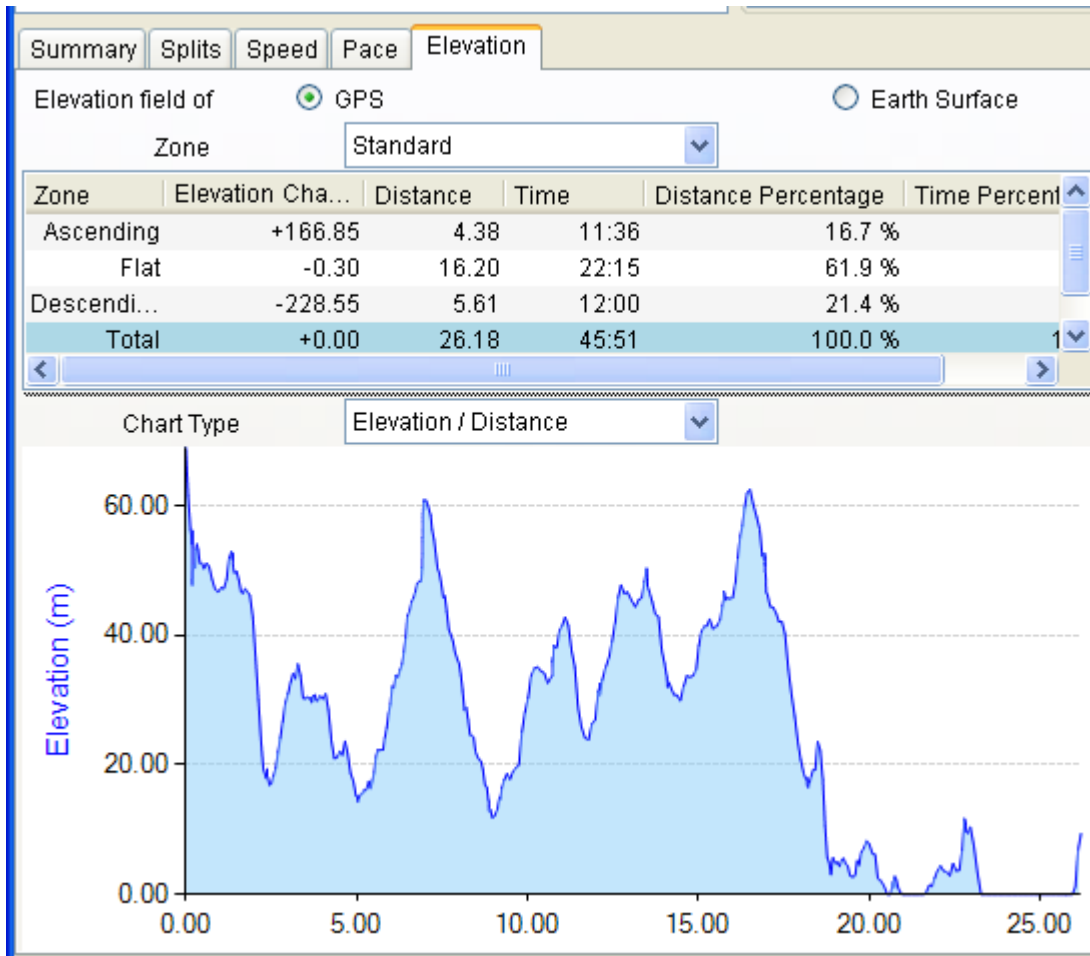 Summary Splits Speed Pace Elevation
Elevation field of GPS Earth Surface
Zone Standard
Zone Elevation Cha... Distance Time Distance Percentage Time Percent
Ascending +166.85 4.38 11:36 16.7 %
Flat -0.30 16.20 22:15 61.9 %
Descendi... -228.55 5.61 12:00 21.4 %
Total +0.00 26.18 45:51 100.0 % 1
Chart Type Elevation / Distance
60.00
40.00
Elevation (m)
20.00
0.00
0.00 5.00 10.00 15.00 20.00 25.00